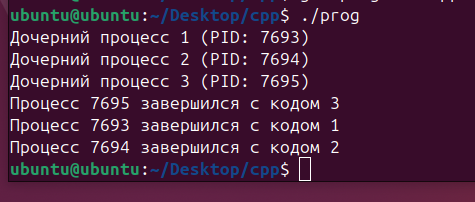 ubuntu@ubuntu:~/Desktop/cpp$ ./prog
Дочерний процесс 1 (PID: 7693)
Дочерний процесс 2 (PID: 7694)
Дочерний процесс 3 (PID: 7695)
Процесс 7695 завершился с кодом 3
Процесс 7693 завершился с кодом 1
Процесс 7694 завершился с кодом 2
ubuntu@ubuntu:~/Desktop/cpp$